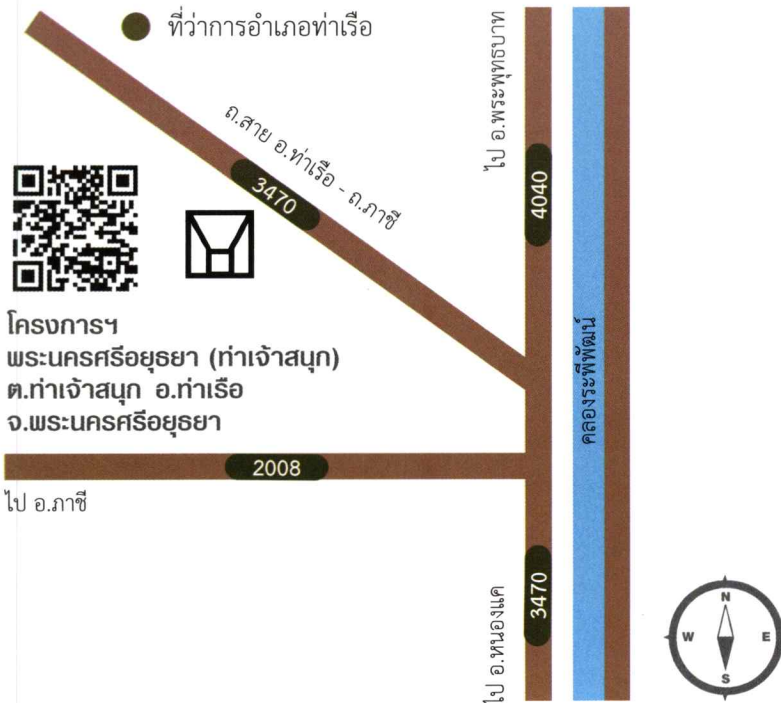 ที่ว่าการอำเภอท่าเรือ
ไป อ.พระพุทธบาท
ถ.สาย อ.ท่าเรือ - ถ.ภาชี
3470
4040
โครงการฯ
พระนครศรีอยุธยา (ท่าเจ้าสนุก)
ต.ท่าเจ้าสนุก อ.ท่าเรือ
จ.พระนครศรีอยุธยา
คลองระพีพัฒน์
2008
ไป อ.ภาชี
3470
ไป อ.หนองแค
N
W E
S